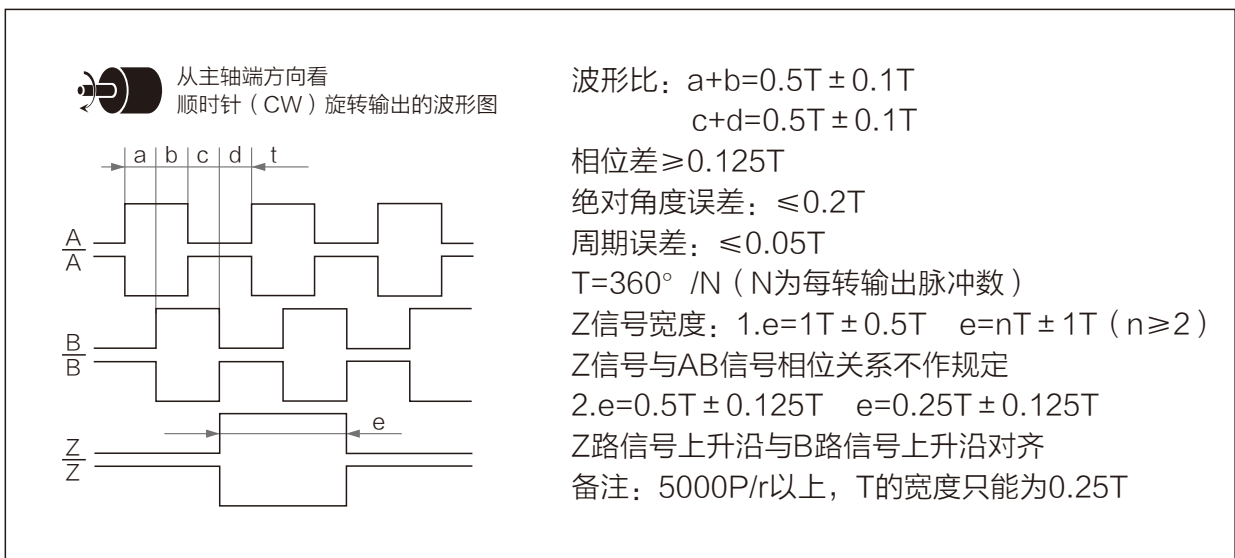 从主轴端方向看
顺时针（CW）旋转输出的波形图
a b c d t
A
A
B
B
e
Z
Z
波形比：a+b=0.5T±0.1T
c+d=0.5T±0.1T
相位差≥0.125T
绝对角度误差：≤0.2T
周期误差：≤0.05T
T=360° /N（N为每转输出脉冲数）
Z信号宽度：1.e=1T±0.5T e=nT±1T（n≥2）
Z信号与AB信号相位关系不作规定
2.e=0.5T±0.125T e=0.25T±0.125T
Z路信号上升沿与B路信号上升沿对齐
备注：5000P/r以上，T的宽度只能为0.25T